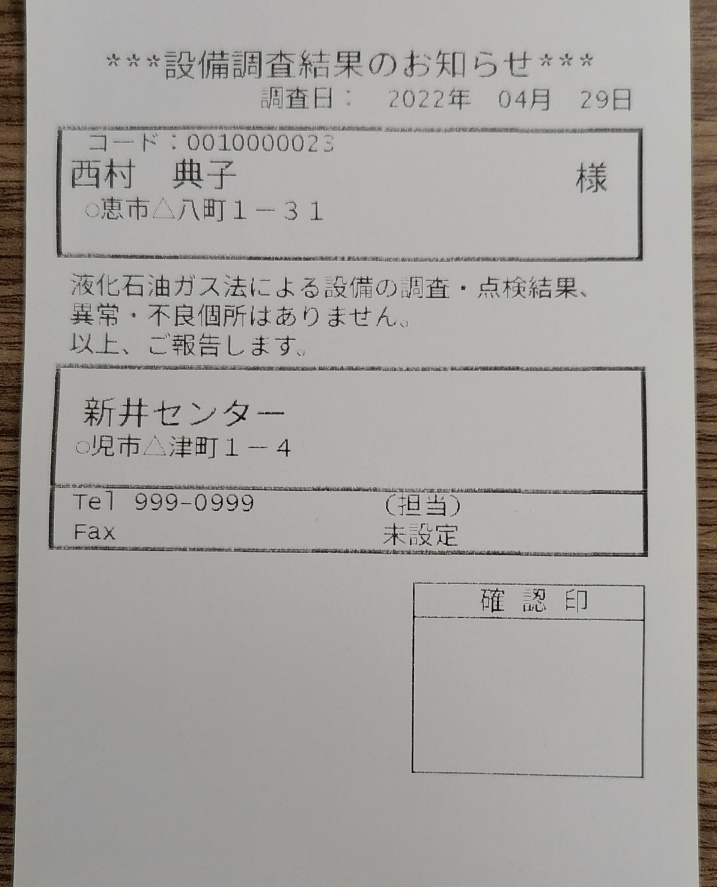 ***設備調査結果のお知らせ***
調査日： 2022年 04月 29日
コード：0010000023
西村 典子 様
○恵市△八町１－３１
液化石油ガス法による設備の調査・点検結果、
異常・不良個所はありません。
以上、ご報告します。
新井センター
○児市△津町１－４
Tel 999-0999 (担当)
Fax 未設定
確 認 印